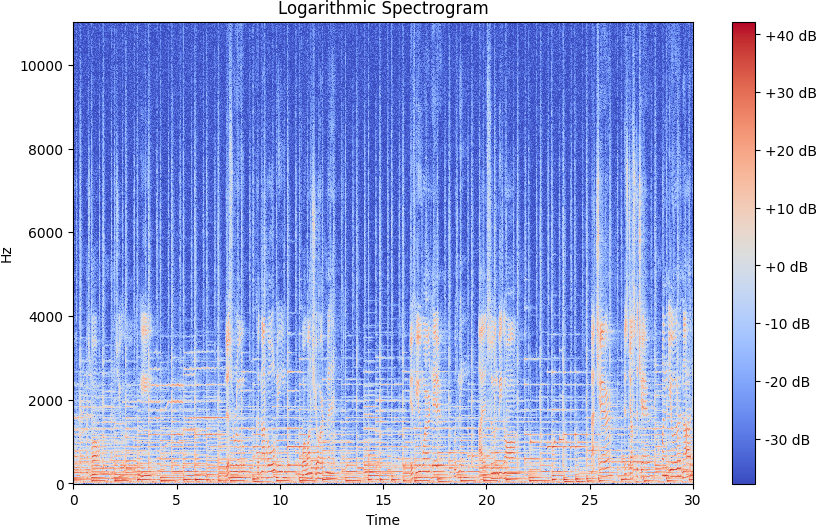 Logarithmic Spectrogram
Hz
10000
8000
6000
4000
2000
0
0 5 10 15 20 25 30
Time
+40 dB
+30 dB
+20 dB
+10 dB
+0 dB
-10 dB
-20 dB
-30 dB